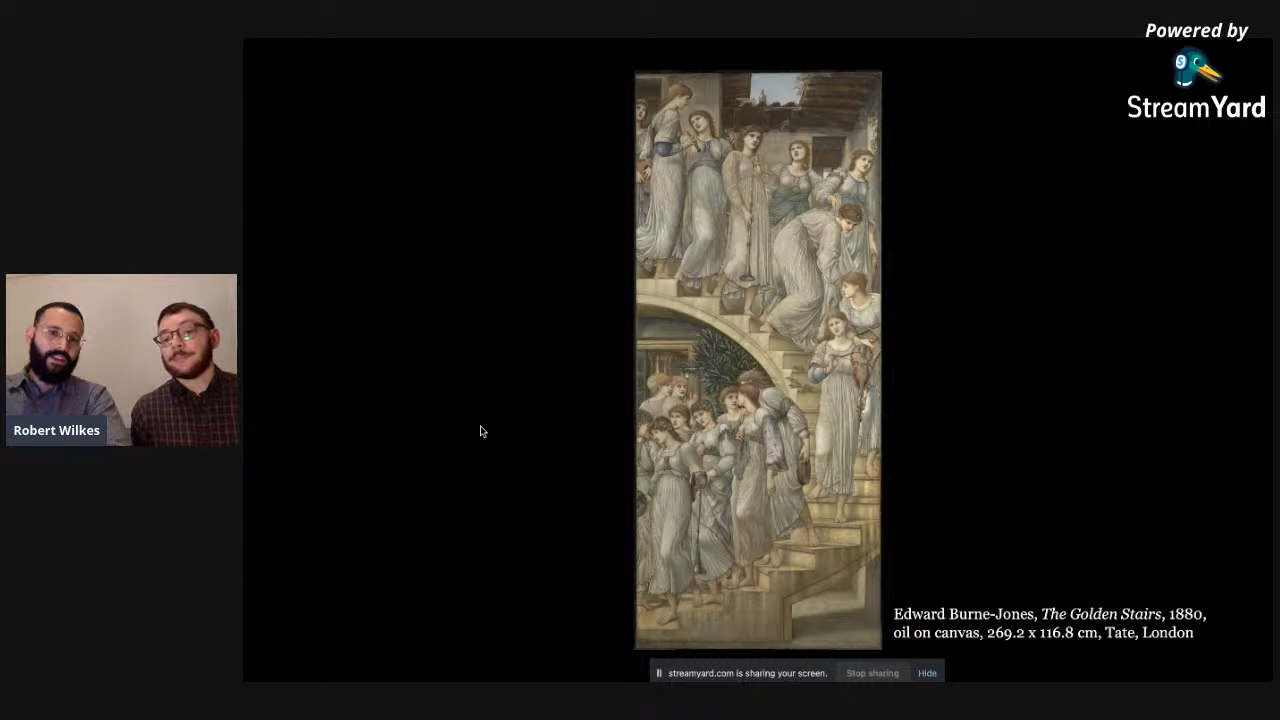 Powered by
StreamYard
Robert Wilkes
Edward Burne-Jones, The Golden Stairs, 1880,
oil on canvas, 269.2 x 116.8 cm, Tate, London
streamyard.com is sharing your screen. Stop sharing Hide